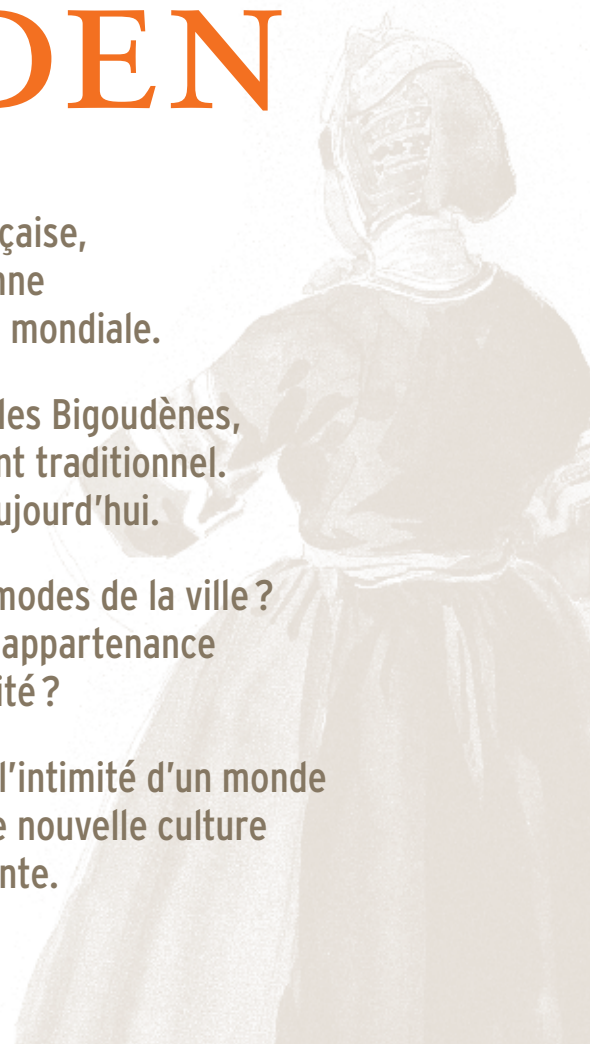 DEN
çaise,
nne
mondiale.
les Bigoudènes,
nt traditionnel.
ujourd’hui.
modes de la ville ?
appartenance
ité ?
l’intimité d’un monde
e nouvelle culture
nte.